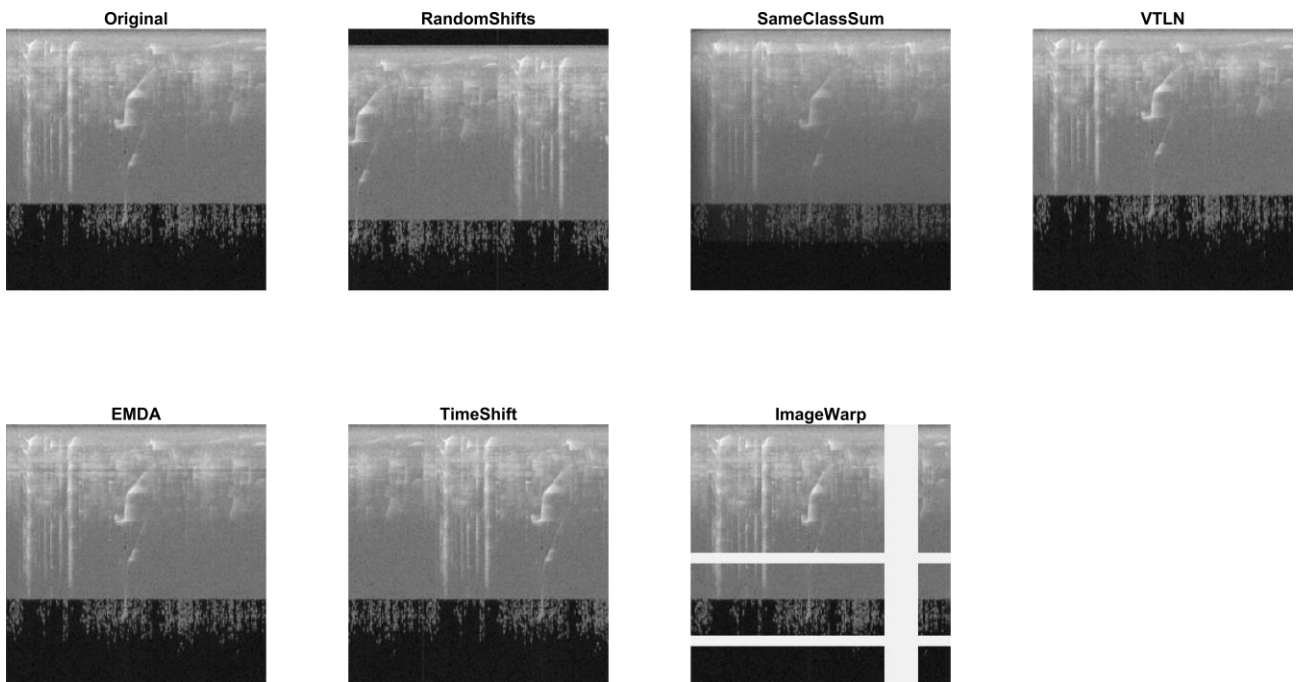 Original
RandomShifts
SameClassSum
VTLN
EMDA
TimeShift
ImageWarp